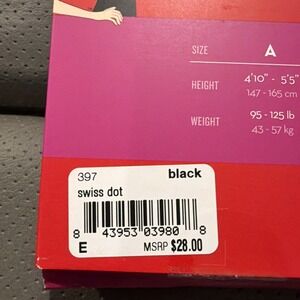 SIZE A
HEIGHT 4'10" - 5'5"
147 - 165 cm
WEIGHT 95 - 125 lb
43 - 57 kg
397 black
swiss dot
8 43953 03980 8
E MSRP $28.00